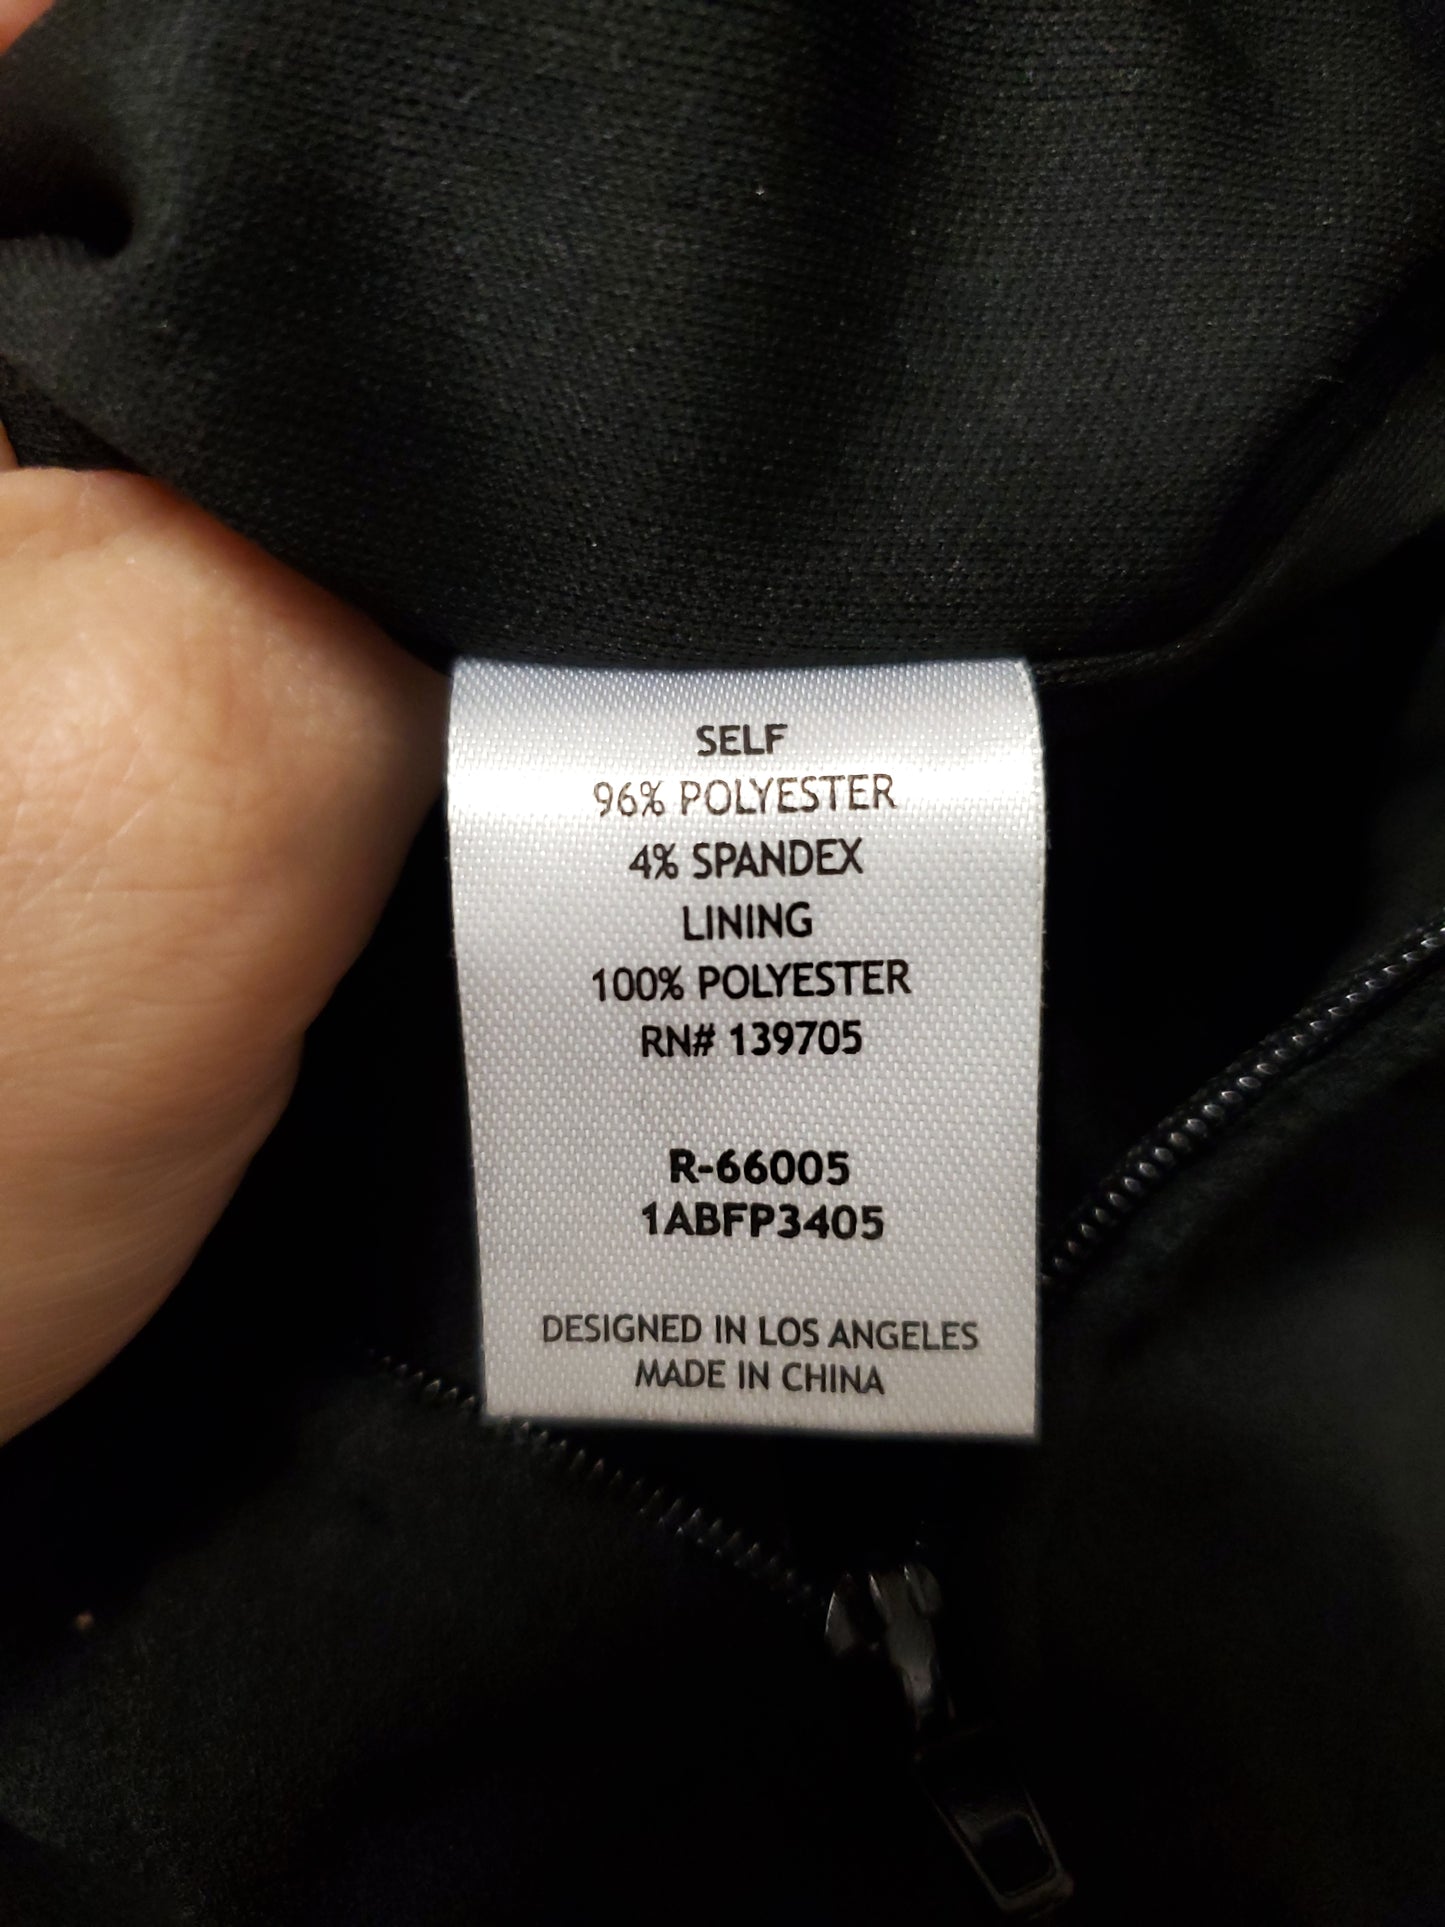 SELF
96% POLYESTER
4% SPANDEX
LINING
100% POLYESTER
RN# 139705
R-66005
1ABFP3405
DESIGNED IN LOS ANGELES
MADE IN CHINA